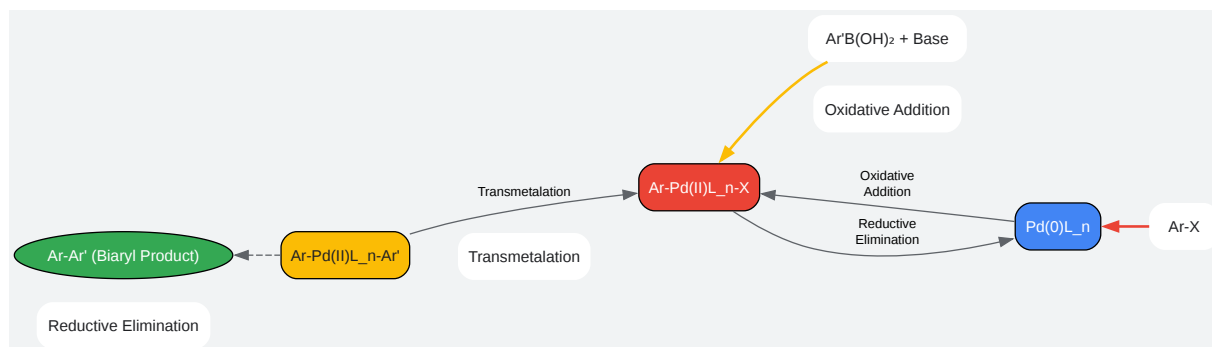 Ar'B(OH)₂ + Base
Oxidative Addition
Oxidative
Addition
Ar-Pd(II)L_n-X
Transmetalation
Reductive
Elimination
Pd(0)L_n
Ar-X
Ar-Ar' (Biaryl Product)
Ar-Pd(II)L_n-Ar'
Transmetalation
Reductive Elimination